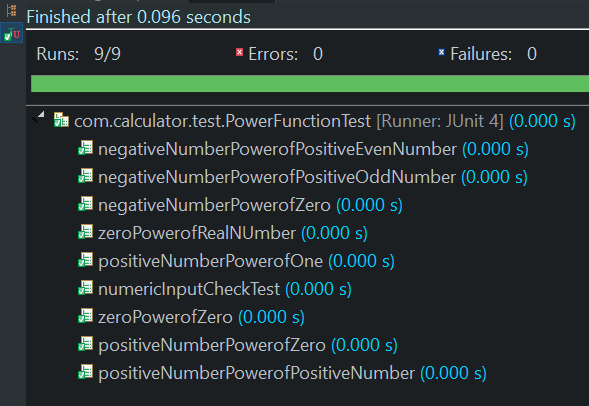 Finished after 0.096 seconds
Runs: 9/9 Errors: 0 Failures: 0
com.calculator.test.PowerFunctionTest [Runner: JUnit 4] (0.000 s)
negativeNumberPowerofPositiveEvenNumber (0.000 s)
negativeNumberPowerofPositiveOddNumber (0.000 s)
negativeNumberPowerofZero (0.000 s)
zeroPowerofRealNUmber (0.000 s)
positiveNumberPowerofOne (0.000 s)
numericInputCheckTest (0.000 s)
zeroPowerofZero (0.000 s)
positiveNumberPowerofZero (0.000 s)
positiveNumberPowerofPositiveNumber (0.000 s)